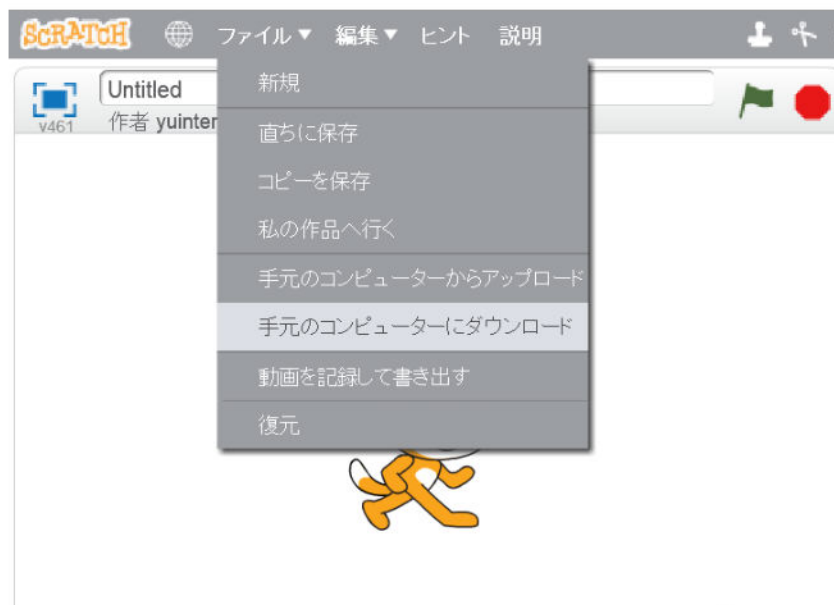 SCRATCH ファイル▼ 編集▼ ヒント 説明
Untitled
v461 作者 yuinter
新規
直ちに保存
コピーを保存
私の作品へ行く
手元のコンピューターからアップロード
手元のコンピューターにダウンロード
動画を記録して書き出す
復元